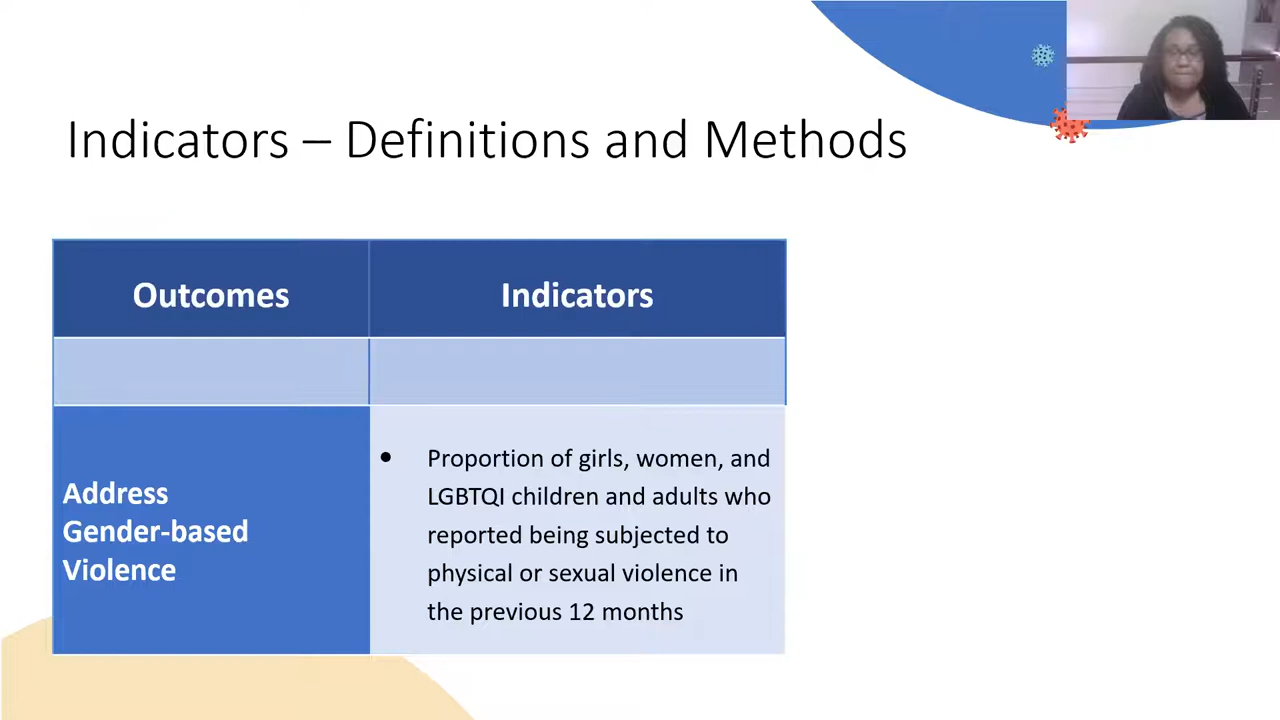 Indicators – Definitions and Methods
Outcomes
Indicators
Address
Gender-based
Violence
• Proportion of girls, women, and
LGBTQI children and adults who
reported being subjected to
physical or sexual violence in
the previous 12 months